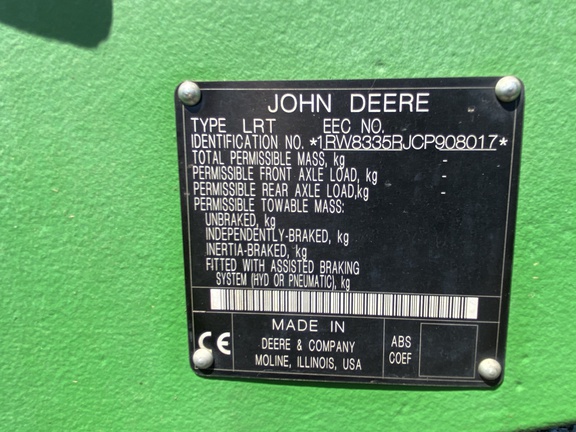 JOHN DEERE
TYPE LRT EEC NO.
IDENTIFICATION NO. *1RW8335RJCP908017*
TOTAL PERMISSIBLE MASS, kg -
PERMISSIBLE FRONT AXLE LOAD, kg -
PERMISSIBLE REAR AXLE LOAD,kg -
PERMISSIBLE TOWABLE MASS:
UNBRAKED, kg
INDEPENDENTLY-BRAKED, kg
INERTIA-BRAKED, kg
FITTED WITH ASSISTED BRAKING
SYSTEM (HYD OR PNEUMATIC), kg
CE
MADE IN
DEERE & COMPANY
MOLINE, ILLINOIS, USA
ABS
COEF